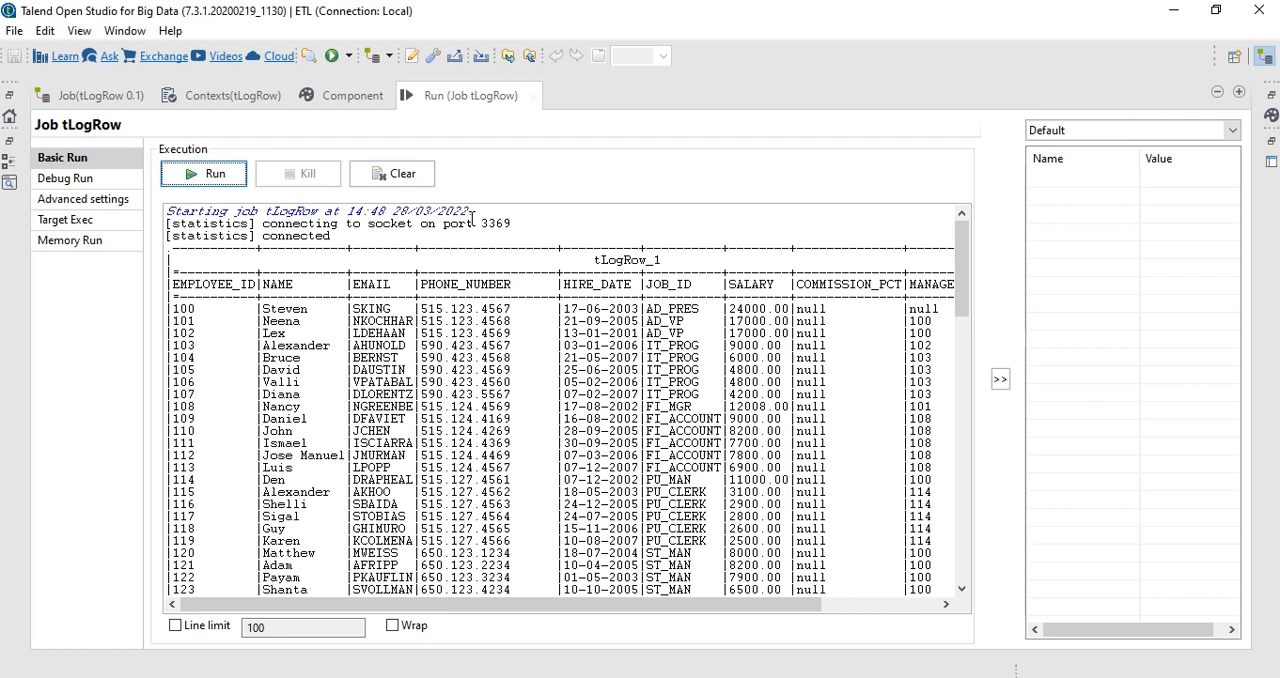 Talend Open Studio for Big Data (7.3.1.20200219_1130) | ETL (Connection: Local)
File Edit View Window Help
Learn Ask Exchange Videos Cloud
Job(tLogRow 0.1) Contexts(tLogRow) Component Run (Job tLogRow)
Job tLogRow
Default
Basic Run
Debug Run
Advanced settings
Target Exec
Memory Run
Execution
Run Kill Clear
Name Value
Starting job tLogRow at 14:48 28/03/2022.
[statistics] connecting to socket on port 3369
[statistics] connected
tLogRow_1
|EMPLOYEE_ID|NAME |EMAIL |PHONE_NUMBER |HIRE_DATE |JOB_ID |SALARY |COMMISSION_PCT|MANAGE
|100 |Steven |SKING |515.123.4567 |17-06-2003|AD_PRES |24000.00|null |null
|101 |Neena |NKOCHHAR|515.123.4568 |21-09-2005|AD_VP |17000.00|null |100
|102 |Lex |LDEHAAN |515.123.4569 |13-01-2001|AD_VP |17000.00|null |100
|103 |Alexander |AHUNOLD |590.423.4567 |03-01-2006|IT_PROG |9000.00 |null |102
|104 |Bruce |BERNST |590.423.4568 |21-05-2007|IT_PROG |6000.00 |null |103
|105 |David |DAUSTIN |590.423.4569 |25-06-2005|IT_PROG |4800.00 |null |103
|106 |Valli |VPATABAL|590.423.4560 |05-02-2006|IT_PROG |4800.00 |null |103
|107 |Diana |DLORENTZ|590.423.5567 |07-02-2007|IT_PROG |4200.00 |null |103
|108 |Nancy |NGREENBE|515.124.4569 |17-08-2002|FI_MGR |12008.00|null |101
|109 |Daniel |DFAVIET |515.124.4169 |16-08-2002|FI_ACCOUNT|9000.00 |null |108
|110 |John |JCHEN |515.124.4269 |28-09-2005|FI_ACCOUNT|8200.00 |null |108
|111 |Ismael |ISCIARRA|515.124.4369 |30-09-2005|FI_ACCOUNT|7700.00 |null |108
|112 |Jose Manuel|JMURMAN |515.124.4469 |07-03-2006|FI_ACCOUNT|7800.00 |null |108
|113 |Luis |LPOPP |515.124.4567 |07-12-2007|FI_ACCOUNT|6900.00 |null |108
|114 |Den |DRAPHEAL|515.127.4561 |07-12-2002|PU_MAN |11000.00|null |100
|115 |Alexander |AKHOO |515.127.4562 |18-05-2003|PU_CLERK |3100.00 |null |114
|116 |Shelli |SBAIDA |515.127.4563 |24-12-2005|PU_CLERK |2900.00 |null |114
|117 |Sigal |STOBIAS |515.127.4564 |24-07-2005|PU_CLERK |2800.00 |null |114
|118 |Guy |GHIMURO |515.127.4565 |15-11-2006|PU_CLERK |2600.00 |null |114
|119 |Karen |KCOLMENA|515.127.4566 |10-08-2007|PU_CLERK |2500.00 |null |114
|120 |Matthew |MWEISS |650.123.1234 |18-07-2004|ST_MAN |8000.00 |null |100
|121 |Adam |AFRIPP |650.123.2234 |10-04-2005|ST_MAN |8200.00 |null |100
|122 |Payam |PKAUFLIN|650.123.3234 |01-05-2003|ST_MAN |7900.00 |null |100
|123 |Shanta |SVOLLMAN|650.123.4234 |10-10-2005|ST_MAN |6500.00 |null |100
>>
Line limit 100 Wrap